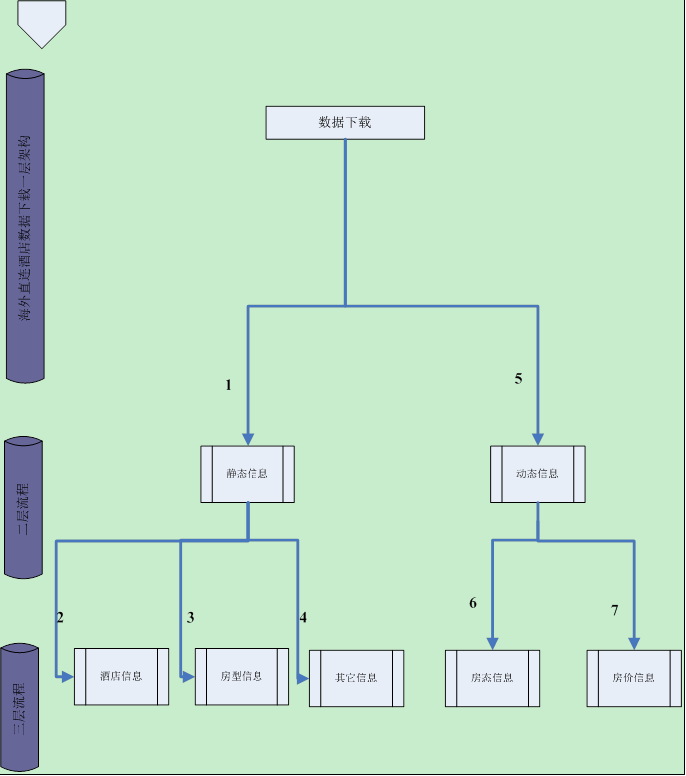 海外直连酒店数据下载一层架构
数据下载
1
5
二层流程
静态信息
动态信息
2
3
4
6
7
三层流程
酒店信息
房型信息
其它信息
房态信息
房价信息